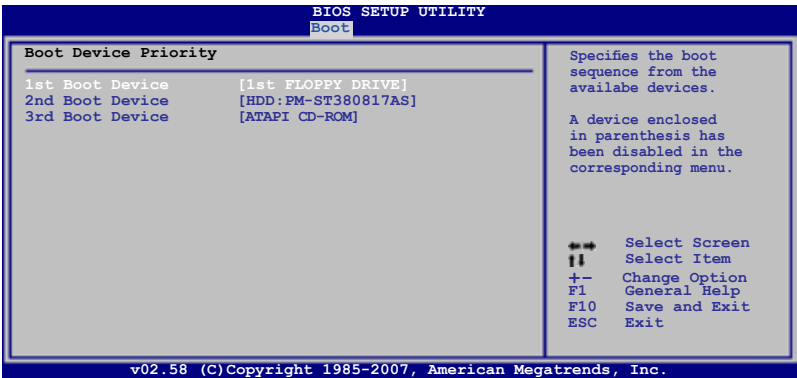 BIOS SETUP UTILITY
Boot
Boot Device Priority
1st Boot Device [1st FLOPPY DRIVE]
2nd Boot Device [HDD:PM-ST380817AS]
3rd Boot Device [ATAPI CD-ROM]
Specifies the boot
sequence from the
availabe devices.
A device enclosed
in parenthesis has
been disabled in the
corresponding menu.
←→ Select Screen
↑↓ Select Item
+- Change Option
F1 General Help
F10 Save and Exit
ESC Exit
v02.58 (C)Copyright 1985-2007, American Megatrends, Inc.